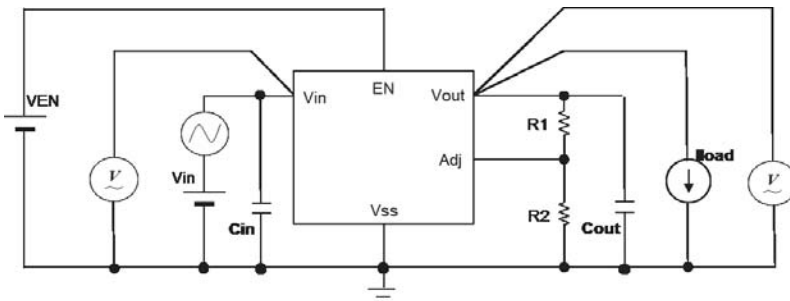 VEN
V
Vin
Cin
Vin
EN
Vout
Adj
Vss
R1
R2
Cout
Iload
V